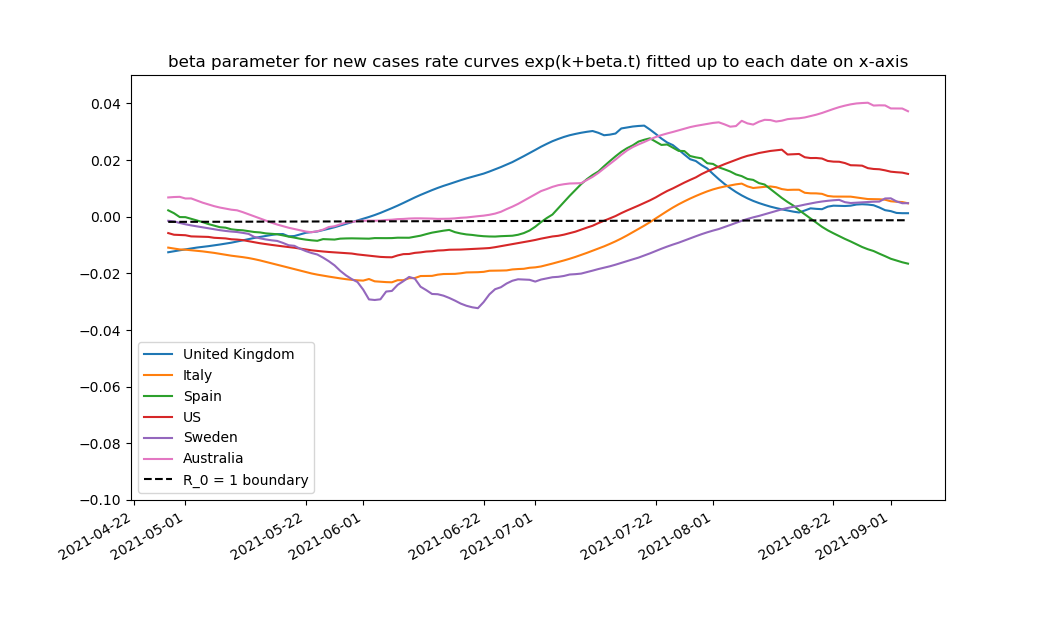 beta parameter for new cases rate curves exp(k+beta.t) fitted up to each date on x-axis
0.04
0.02
0.00
−0.02
−0.04
−0.06
−0.08
−0.10
United Kingdom
Italy
Spain
US
Sweden
Australia
R_0 = 1 boundary
2021-04-22
2021-05-01
2021-05-22
2021-06-01
2021-06-22
2021-07-01
2021-07-22
2021-08-01
2021-08-22
2021-09-01